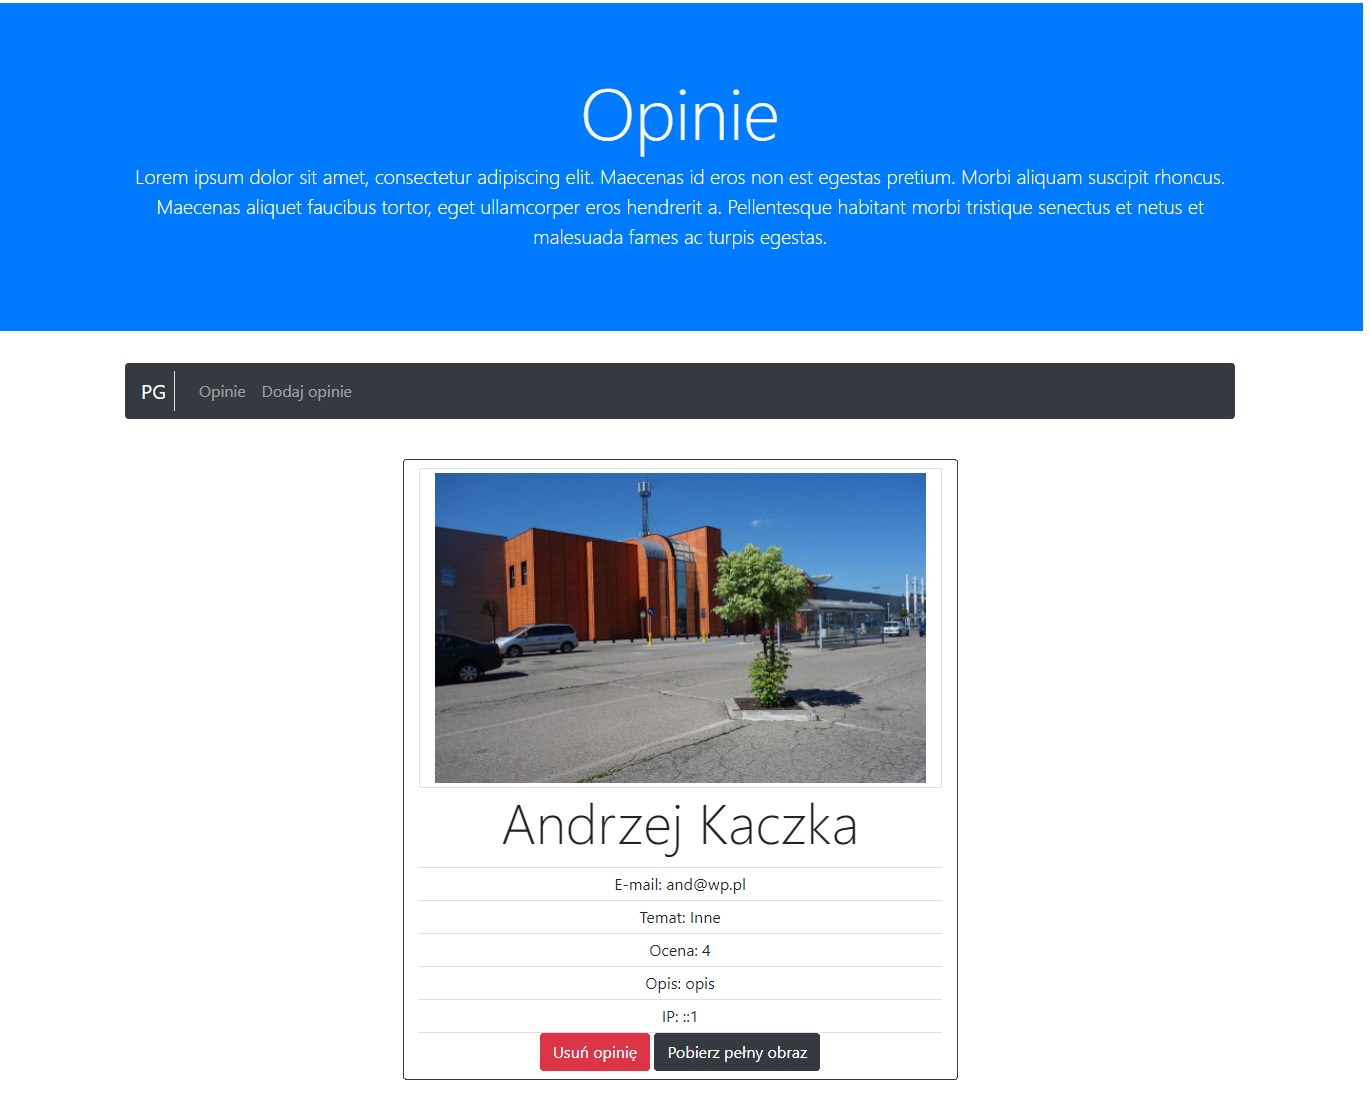 Opinie
Lorem ipsum dolor sit amet, consectetur adipiscing elit. Maecenas id eros non est egestas pretium. Morbi aliquam suscipit rhoncus.
Maecenas aliquet faucibus tortor, eget ullamcorper eros hendrerit a. Pellentesque habitant morbi tristique senectus et netus et
malesuada fames ac turpis egestas.
PG Opinie Dodaj opinie
Andrzej Kaczka
E-mail: and@wp.pl
Temat: Inne
Ocena: 4
Opis: opis
IP: ::1
Usuń opinię Pobierz pełny obraz